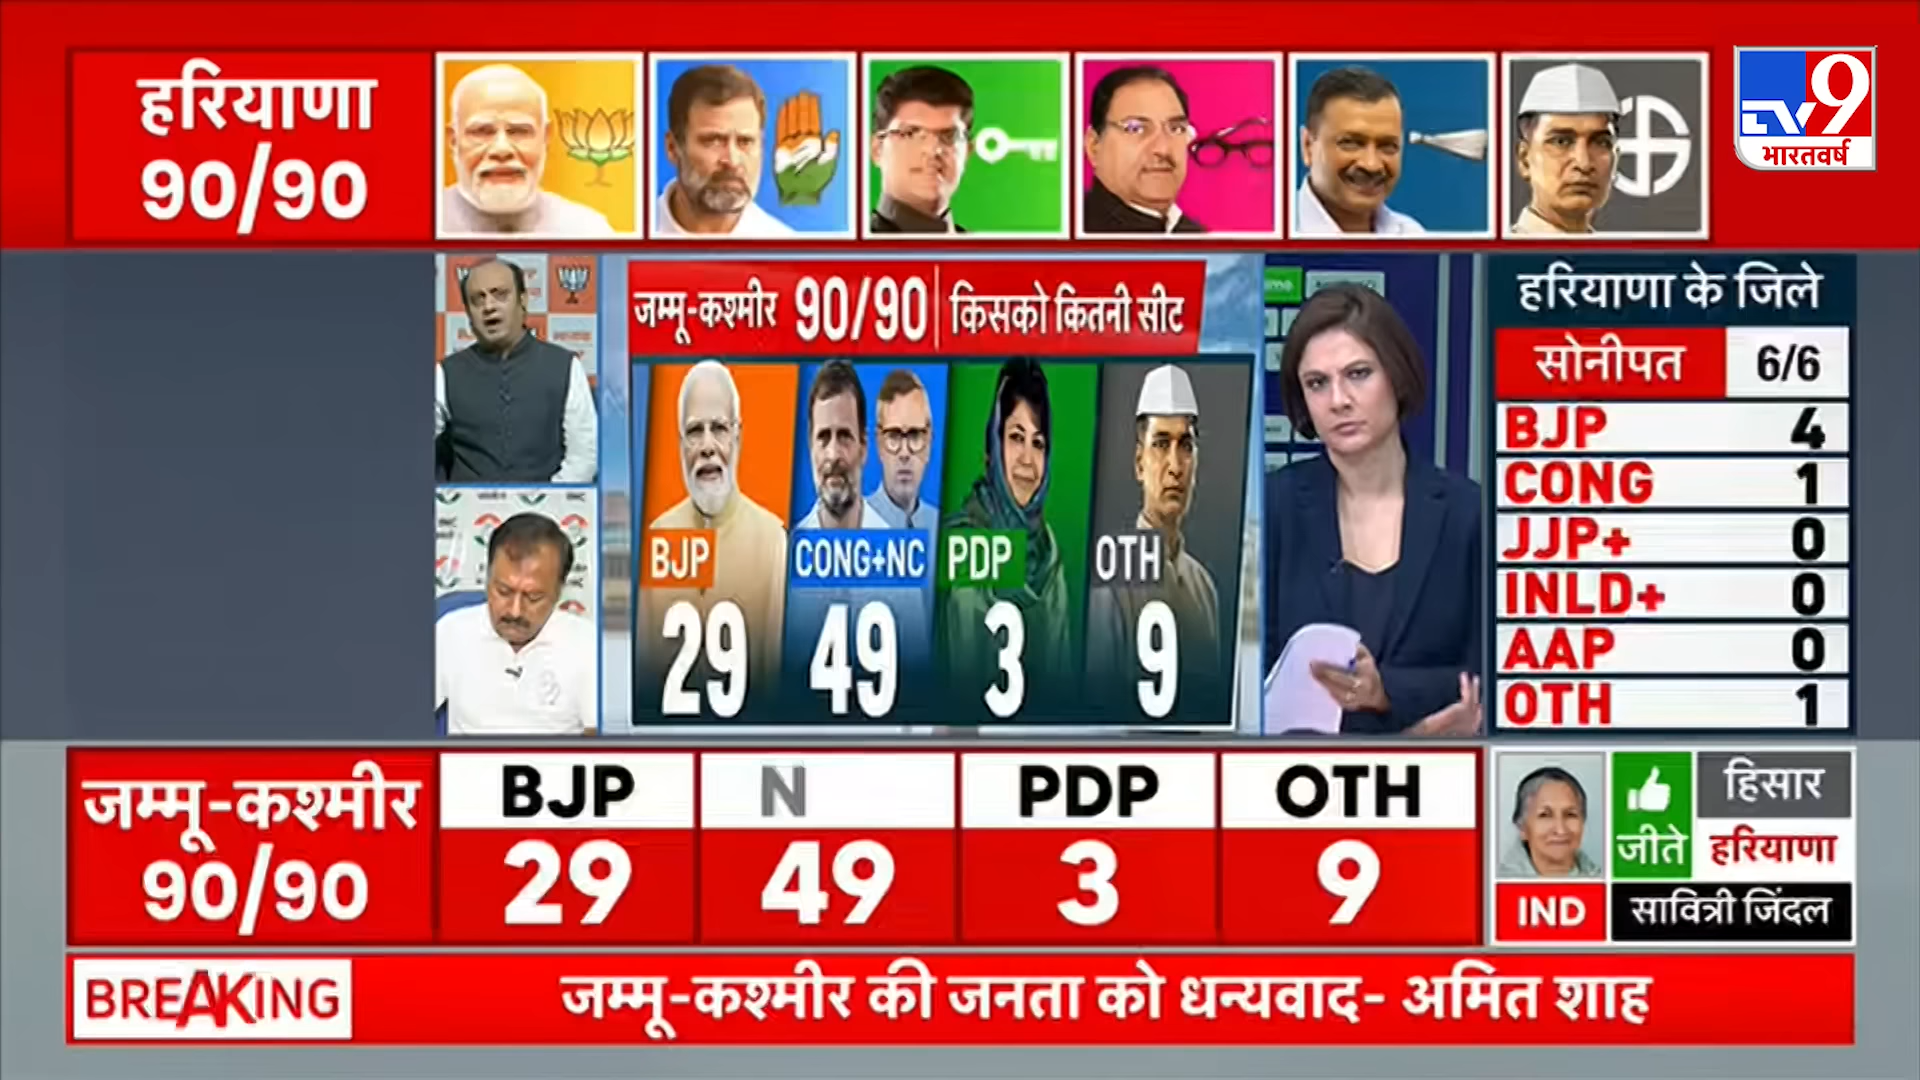 हरियाणा
90/90
TV9
भारतवर्ष
जम्मू-कश्मीर 90/90 किसको कितनी सीट
BJP
29
CONG+NC
49
PDP
3
OTH
9
हरियाणा के जिले
सोनीपत 6/6
BJP 4
CONG 1
JJP+ 0
INLD+ 0
AAP 0
OTH 1
जम्मू-कश्मीर
90/90
BJP N PDP OTH
29 49 3 9
जीते
हिसार
हरियाणा
IND
सावित्री जिंदल
BREAKING
जम्मू-कश्मीर की जनता को धन्यवाद- अमित शाह